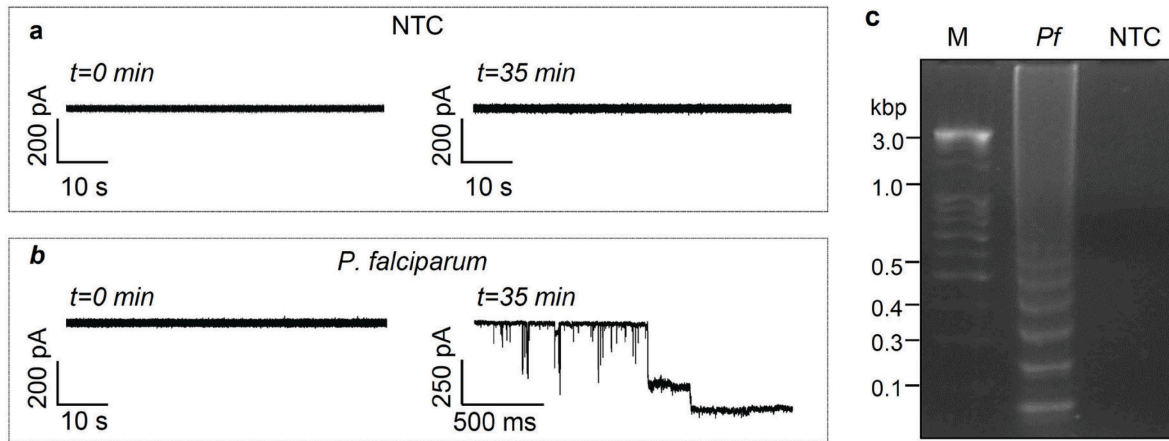 a
NTC
t=0 min
t=35 min
200 pA
10 s
200 pA
10 s
b
P. falciparum
t=0 min
t=35 min
200 pA
10 s
250 pA
500 ms
c
M Pf NTC
kbp
3.0
1.0
0.5
0.4
0.3
0.1